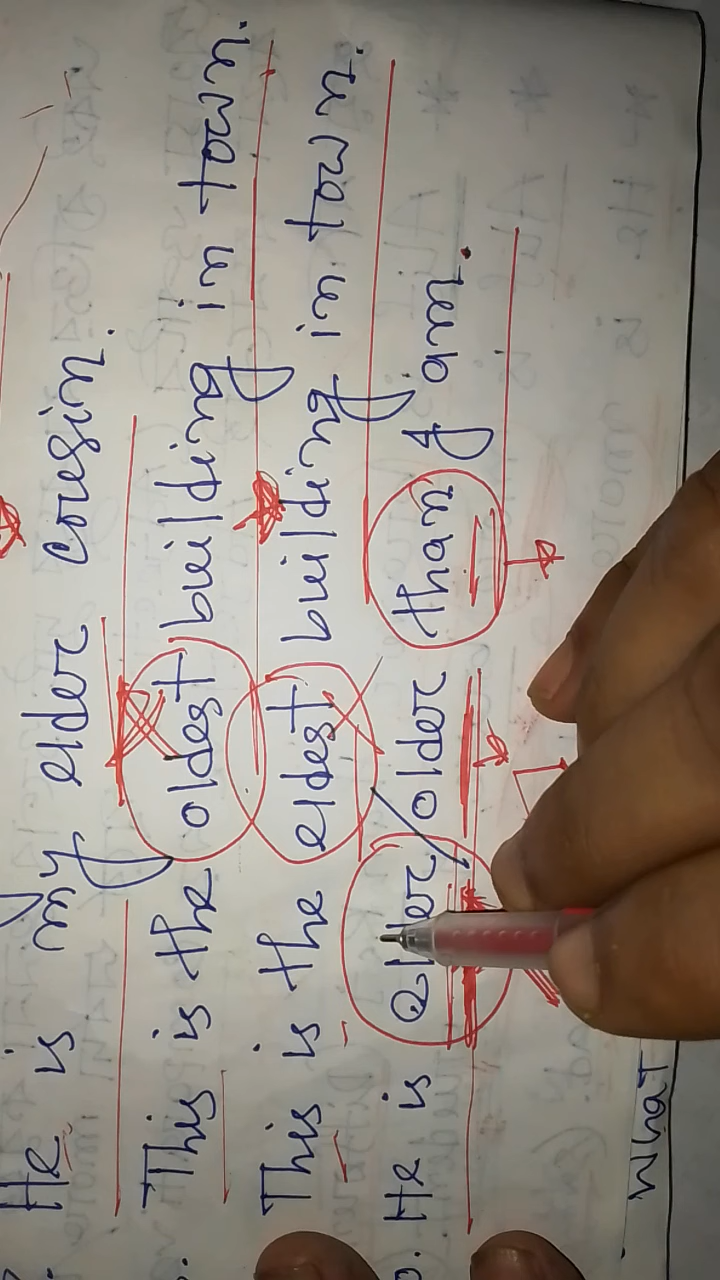 He is my elder cousin.
This is the oldest building in town.
This is the eldest building in town.
He is elder/older than I am.
What